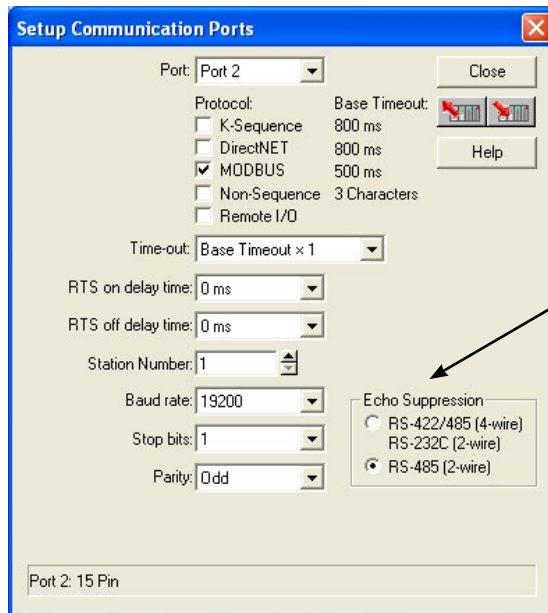 Setup Communication Ports
Port: Port 2
Close
Protocol: Base Timeout:
K-Sequence 800 ms
DirectNET 800 ms
MODBUS 500 ms
Non-Sequence 3 Characters
Remote I/O
Help
Time-out: Base Timeout × 1
RTS on delay time: 0 ms
RTS off delay time: 0 ms
Station Number: 1
Baud rate: 19200
Stop bits: 1
Parity: Odd
Echo Suppression
RS-422/485 (4-wire)
RS-232C (2-wire)
RS-485 (2-wire)
Port 2: 15 Pin